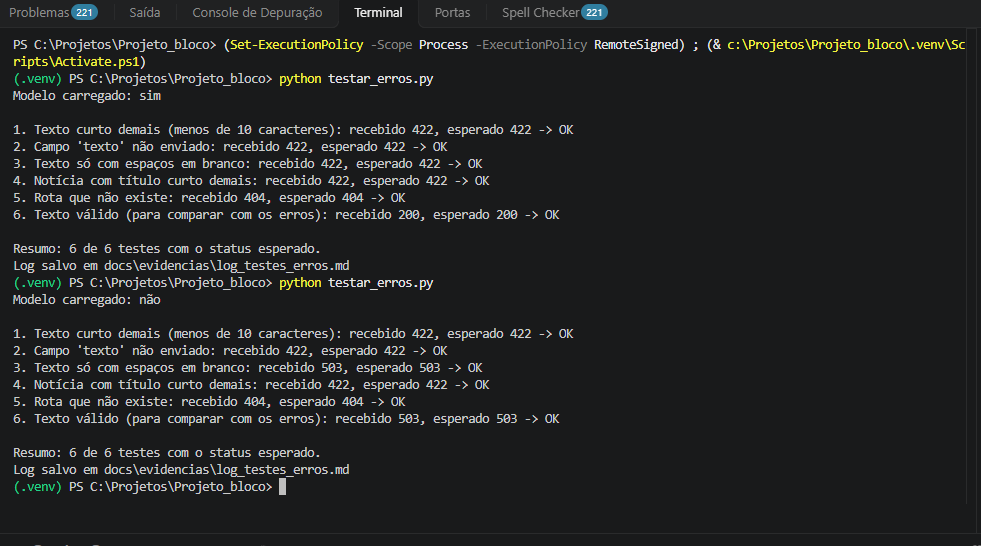 Problemas 221 Saída Console de Depuração Terminal Portas Spell Checker 221
PS C:\Projetos\Projeto_bloco> (Set-ExecutionPolicy -Scope Process -ExecutionPolicy RemoteSigned) ; (& c:\Projetos\Projeto_bloco\.venv\Sc
ripts\Activate.ps1)
(.venv) PS C:\Projetos\Projeto_bloco> python testar_erros.py
Modelo carregado: sim
1. Texto curto demais (menos de 10 caracteres): recebido 422, esperado 422 -> OK
2. Campo 'texto' não enviado: recebido 422, esperado 422 -> OK
3. Texto só com espaços em branco: recebido 422, esperado 422 -> OK
4. Notícia com título curto demais: recebido 422, esperado 422 -> OK
5. Rota que não existe: recebido 404, esperado 404 -> OK
6. Texto válido (para comparar com os erros): recebido 200, esperado 200 -> OK
Resumo: 6 de 6 testes com o status esperado.
Log salvo em docs\evidencias\log_testes_erros.md
(.venv) PS C:\Projetos\Projeto_bloco> python testar_erros.py
Modelo carregado: não
1. Texto curto demais (menos de 10 caracteres): recebido 422, esperado 422 -> OK
2. Campo 'texto' não enviado: recebido 422, esperado 422 -> OK
3. Texto só com espaços em branco: recebido 503, esperado 503 -> OK
4. Notícia com título curto demais: recebido 422, esperado 422 -> OK
5. Rota que não existe: recebido 404, esperado 404 -> OK
6. Texto válido (para comparar com os erros): recebido 503, esperado 503 -> OK
Resumo: 6 de 6 testes com o status esperado.
Log salvo em docs\evidencias\log_testes_erros.md
(.venv) PS C:\Projetos\Projeto_bloco>